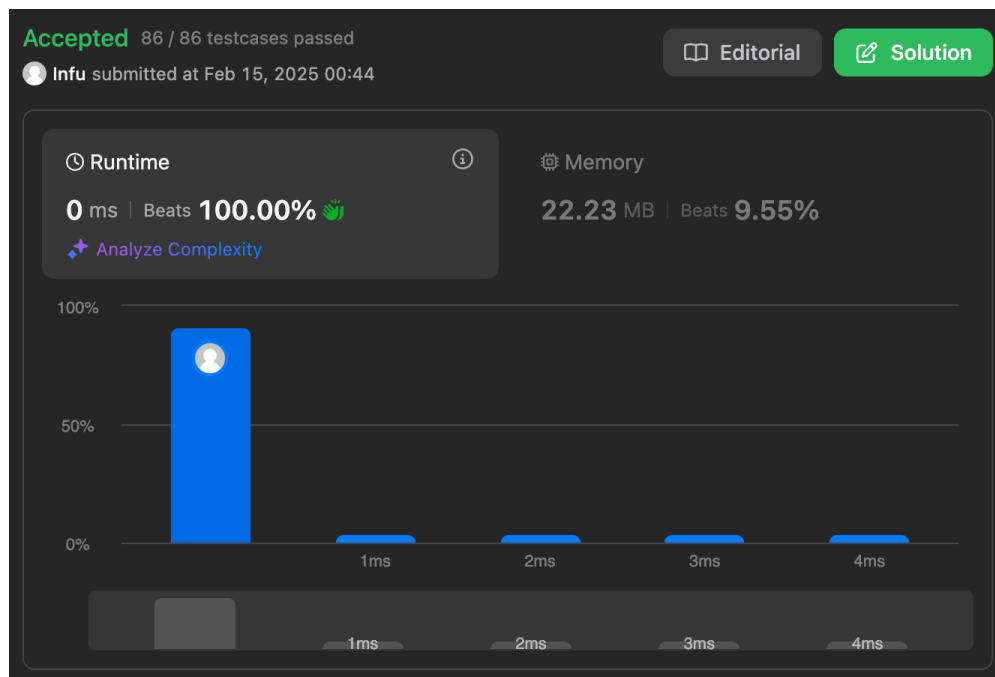 Accepted 86 / 86 testcases passed
Infu submitted at Feb 15, 2025 00:44
Editorial
Solution
Runtime
0 ms | Beats 100.00%
Analyze Complexity
Memory
22.23 MB | Beats 9.55%
100%
50%
0%
1ms 2ms 3ms 4ms
1ms 2ms 3ms 4ms